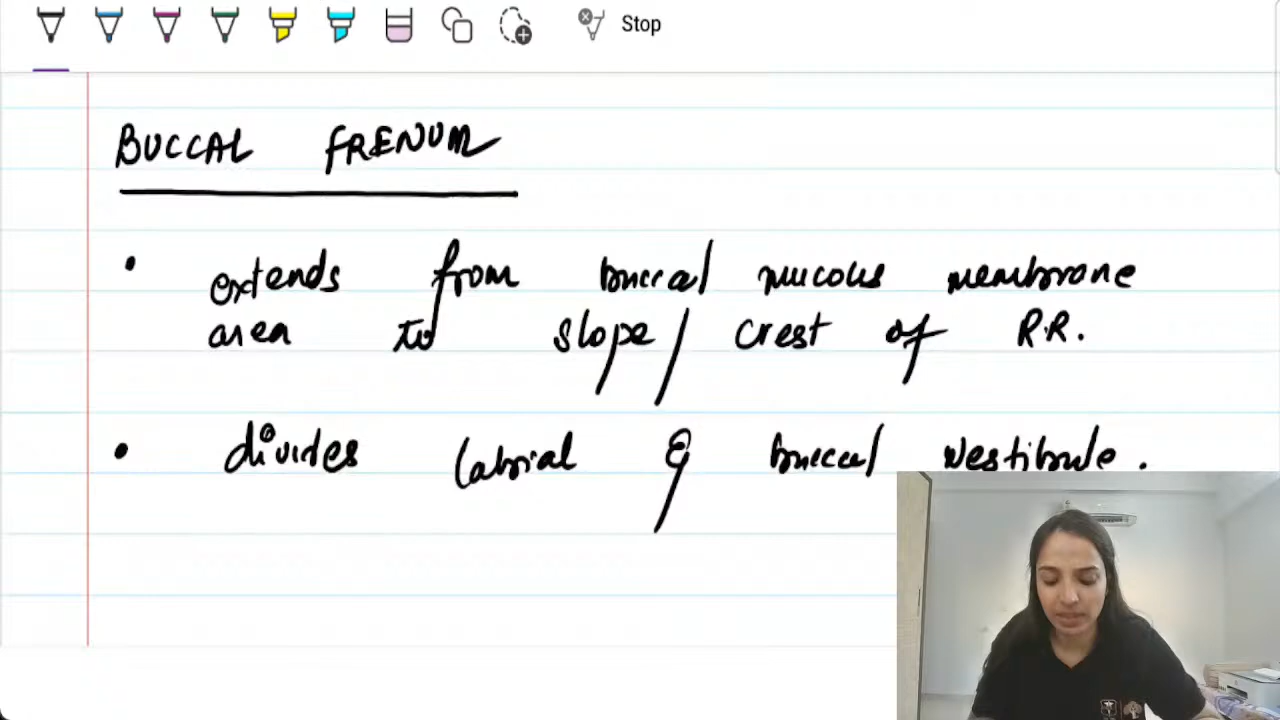 Stop
BUCCAL FRENUM
• extends from buccal mucous membrane
area to slope/ crest of R.R.
• divides labial & buccal vestibule.